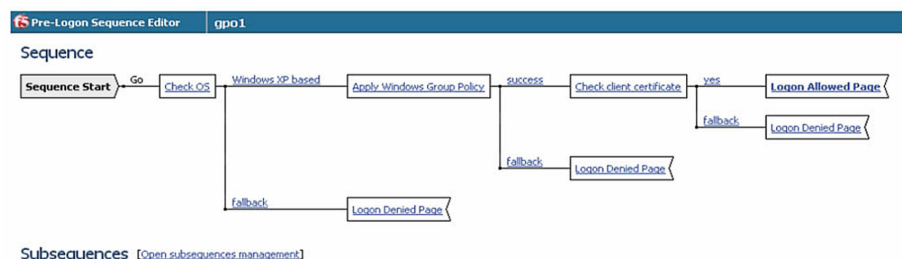 f5 Pre-Logon Sequence Editor gpo1
Sequence
Sequence Start Go Check OS Windows XP based Apply Windows Group Policy success Check client certificate yes Logon Allowed Page
fallback Logon Denied Page
fallback Logon Denied Page
fallback Logon Denied Page
Subsequences [Open subsequences management]